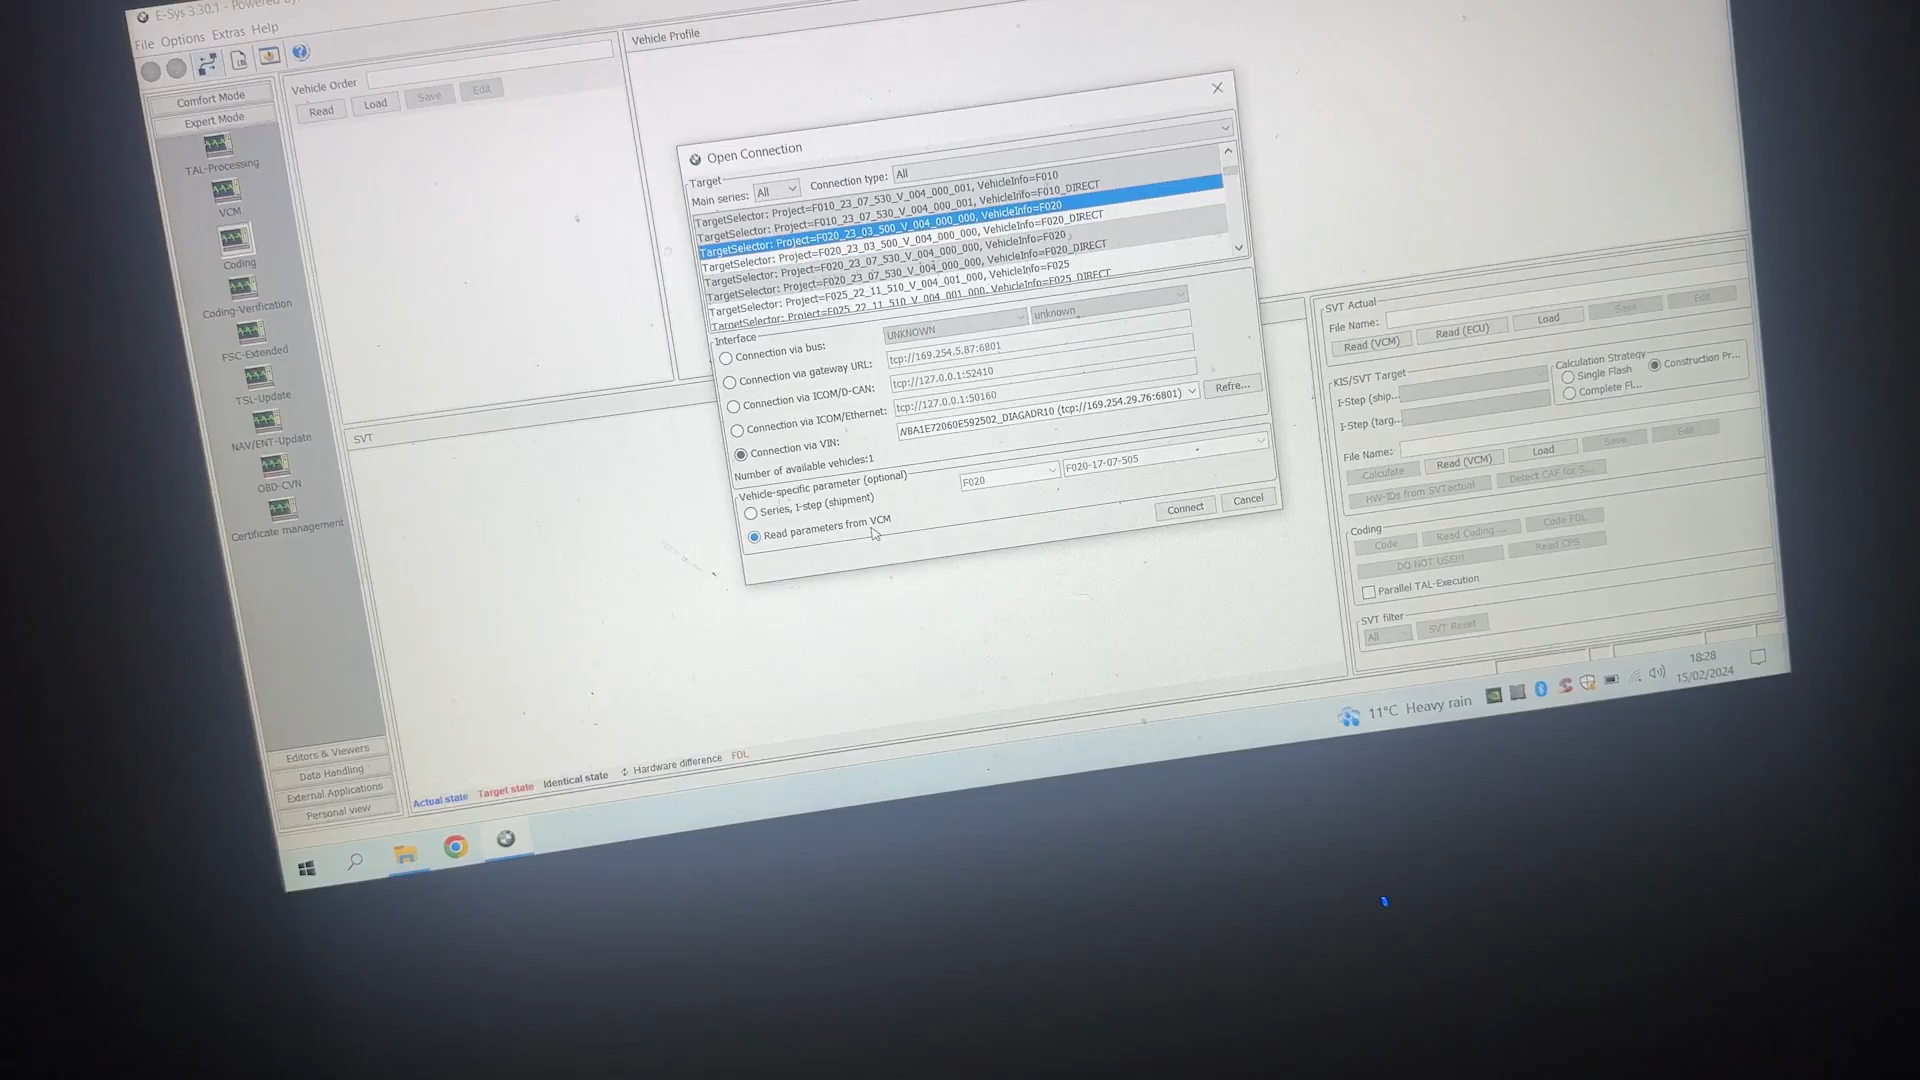 E-Sys 3.30.1 - Powered
File Options Extras Help
Comfort Mode
Expert Mode
TAL-Processing
VCM
Coding
Coding-Verification
FSC-Extended
TSL-Update
NAV/ENT-Update
OBD-CVN
Certificate management
Editors & Viewers
Data Handling
External Applications
Personal view
Vehicle Order
Read Load Save Edit
Vehicle Profile
SVT
Actual state Target state Identical state Hardware difference FDL
Open Connection
Target
Main series: All Connection type: All
TargetSelector: Project=F010_23_07_530_V_004_000_001, VehicleInfo=F010
TargetSelector: Project=F010_23_07_530_V_004_000_001, VehicleInfo=F010_DIRECT
TargetSelector: Project=F020_23_03_500_V_004_000_000, VehicleInfo=F020
TargetSelector: Project=F020_23_03_500_V_004_000_000, VehicleInfo=F020_DIRECT
TargetSelector: Project=F020_23_07_530_V_004_000_000, VehicleInfo=F020
TargetSelector: Project=F020_23_07_530_V_004_000_000, VehicleInfo=F020_DIRECT
TargetSelector: Project=F025_22_11_510_V_004_001_000, VehicleInfo=F025
TargetSelector: Project=F025_22_11_510_V_004_001_000, VehicleInfo=F025_DIRECT
Interface
Connection via bus: UNKNOWN unknown
Connection via gateway URL: tcp://169.254.5.87:6801
Connection via ICOM/D-CAN: tcp://127.0.0.1:52410
Connection via ICOM/Ethernet: tcp://127.0.0.1:50160
Connection via VIN: WBA1E72060E592502_DIAGADR10 (tcp://169.254.29.76:6801) Refre...
Number of available vehicles:1
Vehicle-specific parameter (optional)
Series, I-step (shipment) F020 F020-17-07-505
Read parameters from VCM
Connect Cancel
SVT Actual
File Name:
Read (VCM) Read (ECU) Load Save Edit
KIS/SVT Target
I-Step (ship...
I-Step (targ...
Calculation Strategy
Single Flash Construction Pr...
Complete Fl...
File Name:
Calculate Read (VCM) Load Save Edit
HW-IDs from SVTactual Detect CAF for S...
Coding
Code Read Coding ... Code FDL
DO NOT USE!!! Read CPS
Parallel TAL-Execution
SVT filter
All SVT Reset
11°C Heavy rain
18:28
15/02/2024